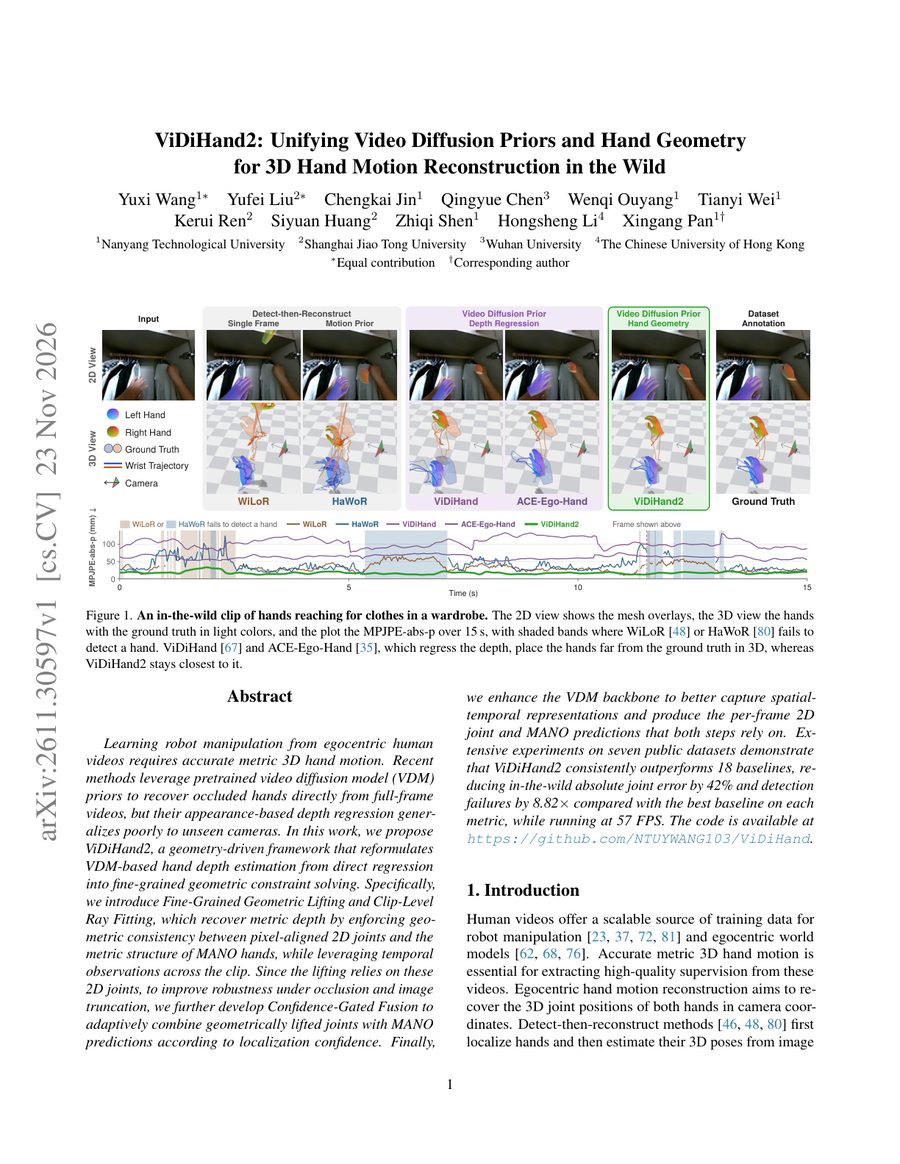 arXiv:2611.30597v1 [cs.CV] 23 Nov 2026
ViDiHand2: Unifying Video Diffusion Priors and Hand Geometry
for 3D Hand Motion Reconstruction in the Wild
Yuxi Wang1* Yufei Liu2* Chengkai Jin1 Qingyue Chen3 Wenqi Ouyang1 Tianyi Wei1
Kerui Ren2 Siyuan Huang2 Zhiqi Shen1 Hongsheng Li4 Xingang Pan1†
1Nanyang Technological University 2Shanghai Jiao Tong University 3Wuhan University 4The Chinese University of Hong Kong
*Equal contribution †Corresponding author
Input
Detect-then-Reconstruct
Single Frame Motion Prior
Video Diffusion Prior
Depth Regression
Video Diffusion Prior
Hand Geometry
Dataset
Annotation
2D View
3D View
Left Hand
Right Hand
Ground Truth
Wrist Trajectory
Camera
WiLoR HaWoR ViDiHand ACE-Ego-Hand ViDiHand2 Ground Truth
WiLoR or HaWoR fails to detect a hand WiLoR HaWoR ViDiHand ACE-Ego-Hand ViDiHand2 Frame shown above
MPJPE-abs-p (mm) ↓
100
50
0
0 5 10 15
Time (s)
Figure 1. An in-the-wild clip of hands reaching for clothes in a wardrobe. The 2D view shows the mesh overlays, the 3D view the hands
with the ground truth in light colors, and the plot the MPJPE-abs-p over 15 s, with shaded bands where WiLoR [48] or HaWoR [80] fails to
detect a hand. ViDiHand [67] and ACE-Ego-Hand [35], which regress the depth, place the hands far from the ground truth in 3D, whereas
ViDiHand2 stays closest to it.
Abstract
Learning robot manipulation from egocentric human
videos requires accurate metric 3D hand motion. Recent
methods leverage pretrained video diffusion model (VDM)
priors to recover occluded hands directly from full-frame
videos, but their appearance-based depth regression gener-
alizes poorly to unseen cameras. In this work, we propose
ViDiHand2, a geometry-driven framework that reformulates
VDM-based hand depth estimation from direct regression
into fine-grained geometric constraint solving. Specifically,
we introduce Fine-Grained Geometric Lifting and Clip-Level
Ray Fitting, which recover metric depth by enforcing geo-
metric consistency between pixel-aligned 2D joints and the
metric structure of MANO hands, while leveraging temporal
observations across the clip. Since the lifting relies on these
2D joints, to improve robustness under occlusion and image
truncation, we further develop Confidence-Gated Fusion to
adaptively combine geometrically lifted joints with MANO
predictions according to localization confidence. Finally,
we enhance the VDM backbone to better capture spatial-
temporal representations and produce the per-frame 2D
joint and MANO predictions that both steps rely on. Ex-
tensive experiments on seven public datasets demonstrate
that ViDiHand2 consistently outperforms 18 baselines, re-
ducing in-the-wild absolute joint error by 42% and detection
failures by 8.82× compared with the best baseline on each
metric, while running at 57 FPS. The code is available at
https://github.com/NTUYWANG103/ViDiHand.
1. Introduction
Human videos offer a scalable source of training data for
robot manipulation [23, 37, 72, 81] and egocentric world
models [62, 68, 76]. Accurate metric 3D hand motion is
essential for extracting high-quality supervision from these
videos. Egocentric hand motion reconstruction aims to re-
cover the 3D joint positions of both hands in camera coor-
dinates. Detect-then-reconstruct methods [46, 48, 80] first
localize hands and then estimate their 3D poses from image
1